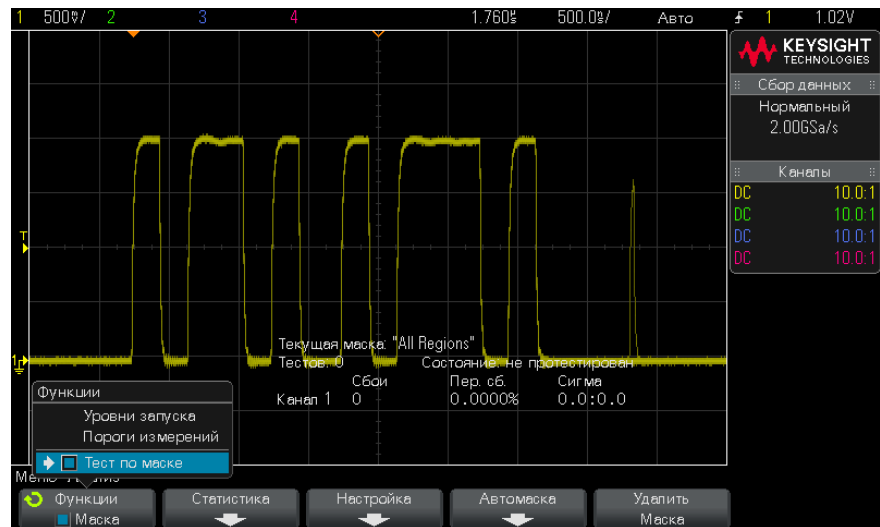 1 500mV/ 2 3 4 1.760s 500.0s/ Авто 1 1.02V
KEYSIGHT
TECHNOLOGIES
Сбор данных
Нормальный
2.00GSa/s
Каналы
DC 10.0:1
DC 10.0:1
DC 10.0:1
DC 10.0:1
T
1
Текущая маска: "All Regions"
Тестов: 0 Состояние: не протестирован
Сбои Пер. сб. Сигма
Канал 1 0 0.0000% 0.0:0.0
Функции
Уровни запуска
Пороги измерений
Тест по маске
Меню Анализ
Функции Статистика Настройка Автомаска Удалить
Маска Маска